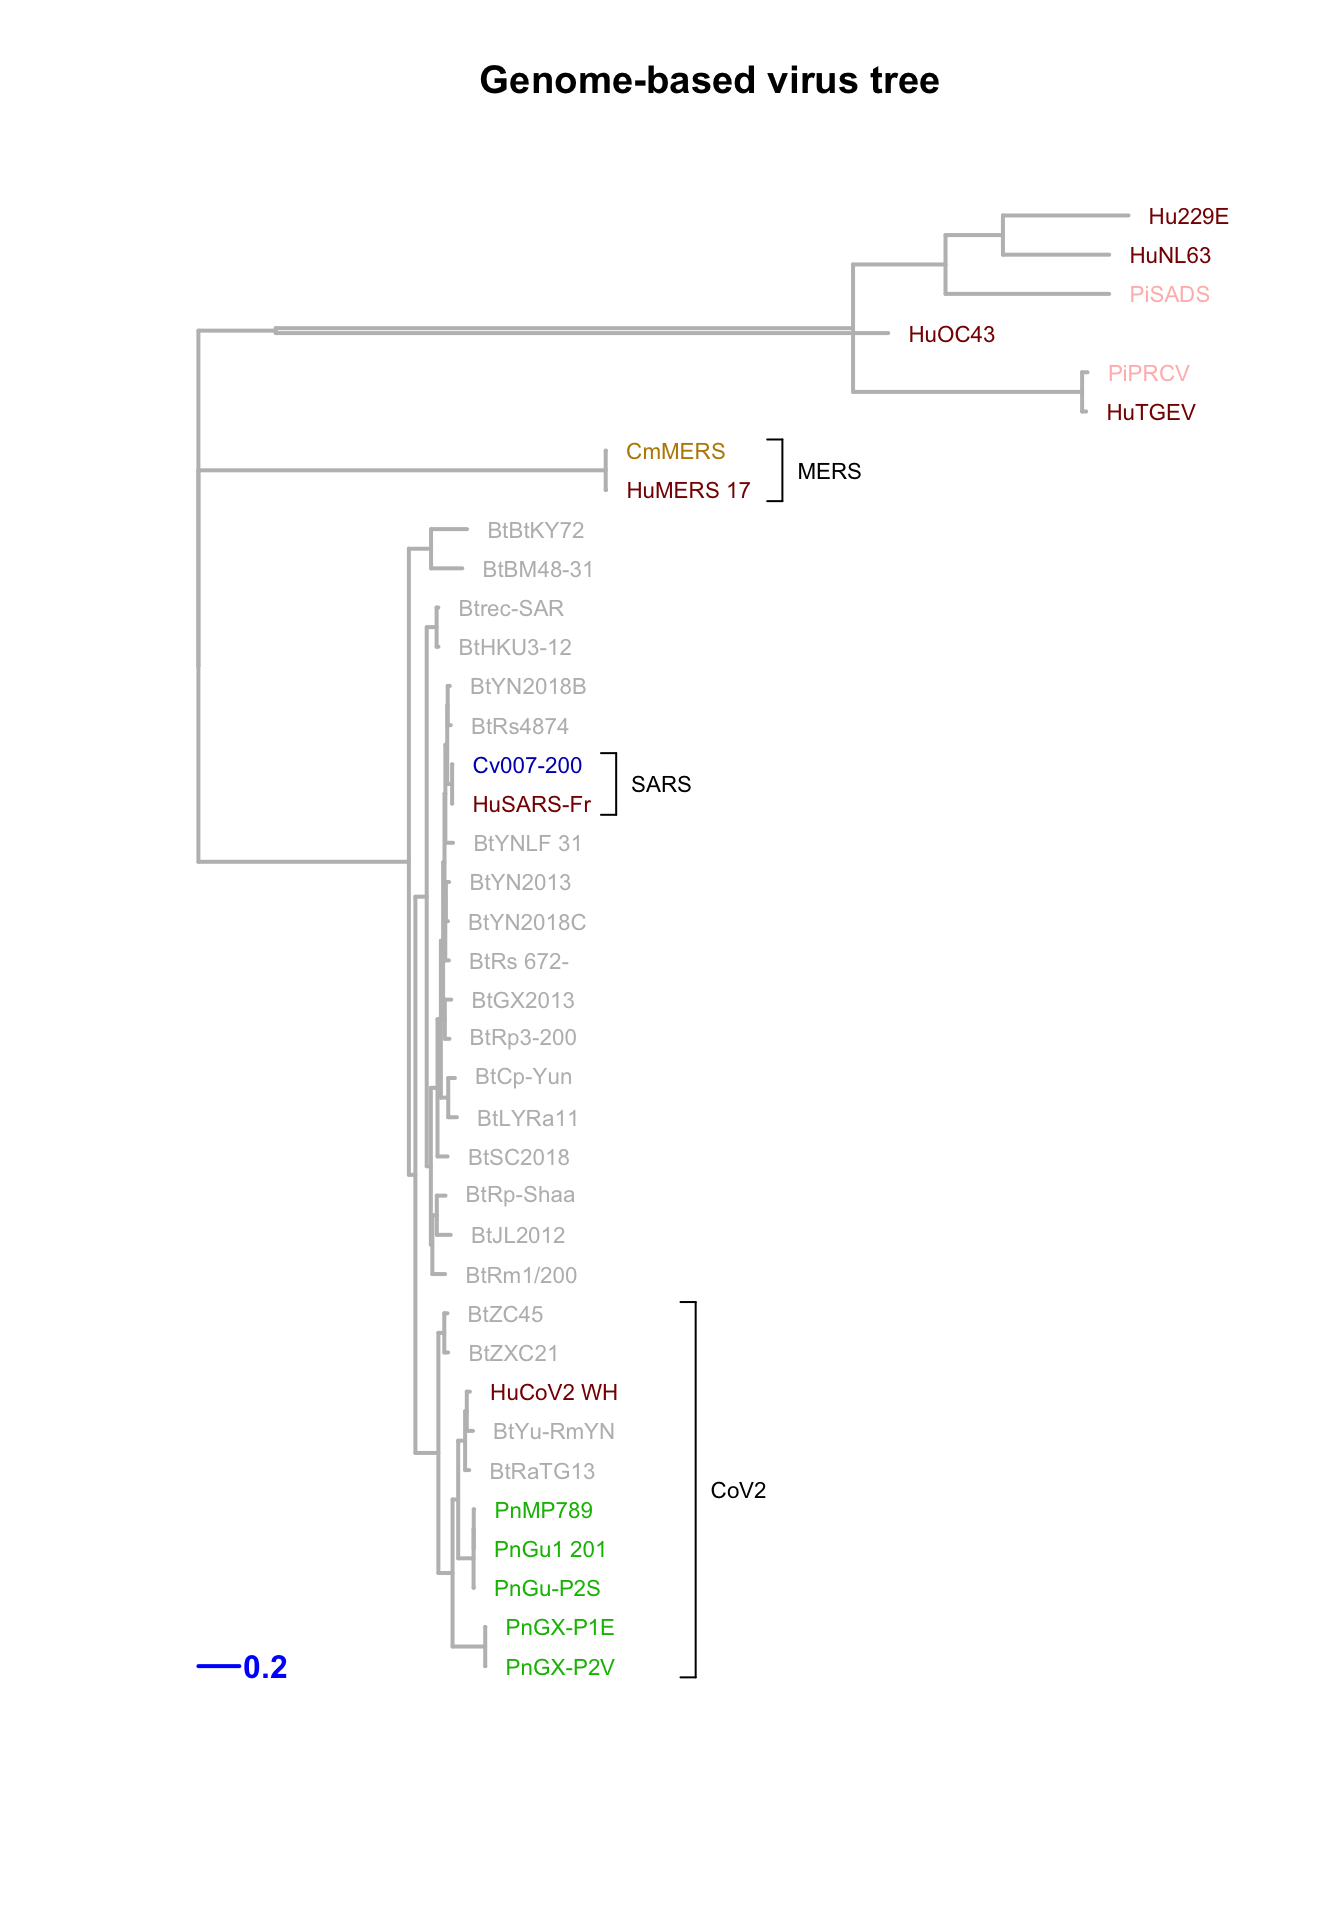 Genome-based virus tree
Hu229E
HuNL63
PiSADS
HuOC43
PiPRCV
HuTGEV
CmMERS
MERS
HuMERS 17
BtBtKY72
BtBM48-31
Btrec-SAR
BtHKU3-12
BtYN2018B
BtRs4874
Cv007-200
SARS
HuSARS-Fr
BtYNLF 31
BtYN2013
BtYN2018C
BtRs 672-
BtGX2013
BtRp3-200
BtCp-Yun
BtLYRa11
BtSC2018
BtRp-Shaa
BtJL2012
BtRm1/200
BtZC45
BtZXC21
HuCoV2 WH
BtYu-RmYN
BtRaTG13
CoV2
PnMP789
PnGu1 201
PnGu-P2S
PnGX-P1E
PnGX-P2V
0.2